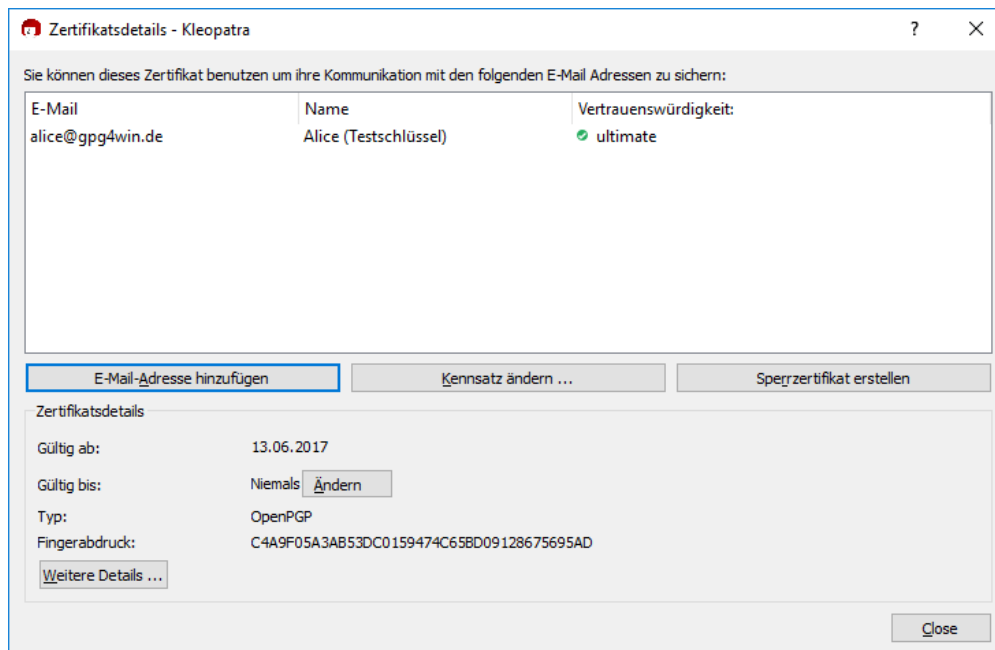 Zertifikatsdetails - Kleopatra
Sie können dieses Zertifikat benutzen um ihre Kommunikation mit den folgenden E-Mail Adressen zu sichern:
E-Mail Name Vertrauenswürdigkeit:
alice@gpg4win.de Alice (Testschlüssel) ultimate
E-Mail-Adresse hinzufügen Kennsatz ändern ... Sperrzertifikat erstellen
Zertifikatsdetails
Gültig ab: 13.06.2017
Gültig bis: Niemals Ändern
Typ: OpenPGP
Fingerabdruck: C4A9F05A3AB53DC0159474C65BD09128675695AD
Weitere Details ...
Close